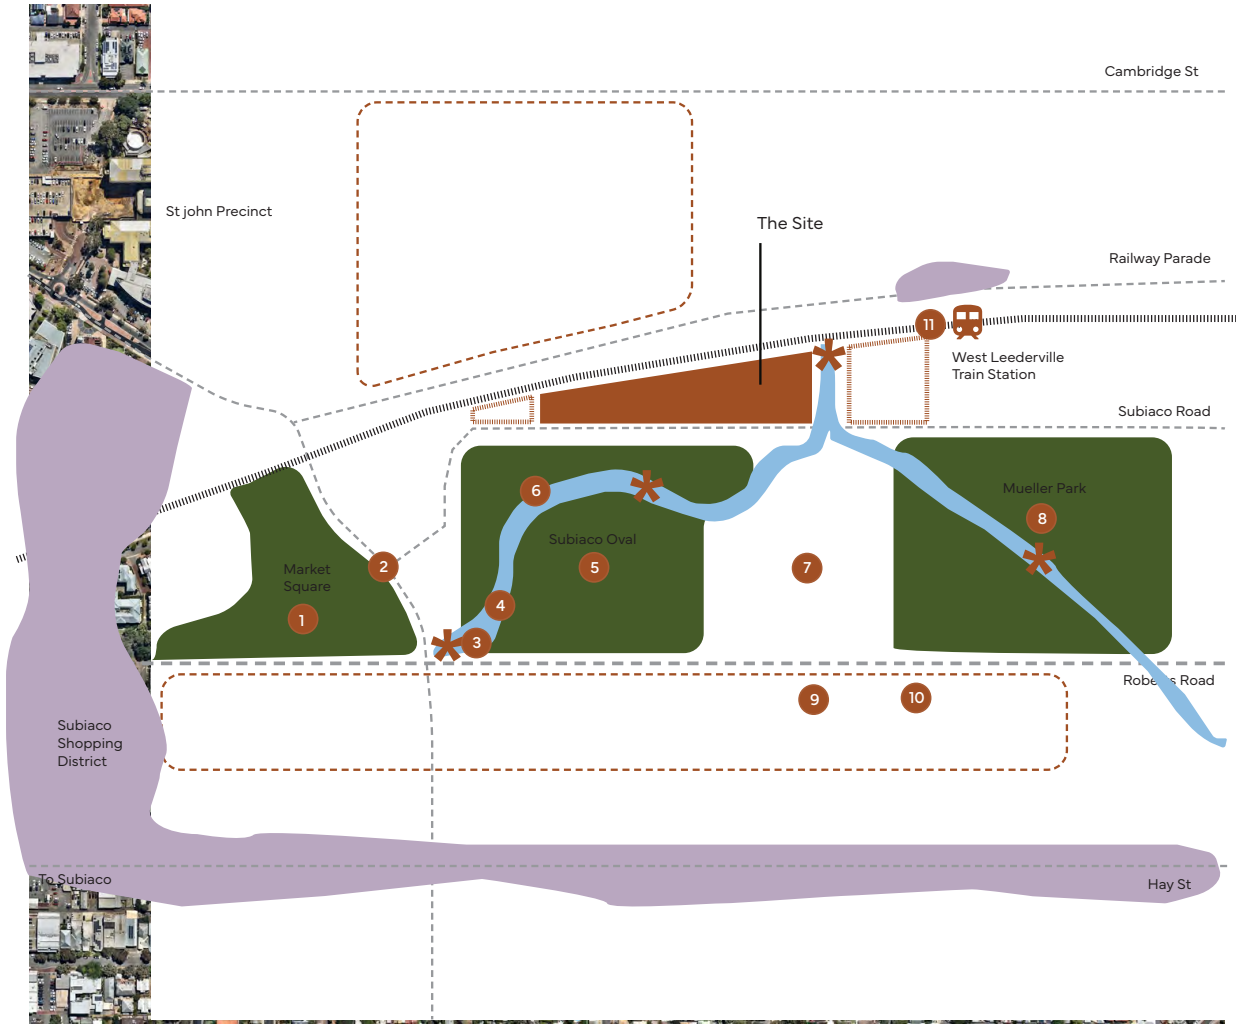 Cambridge St
St john Precinct
The Site
Railway Parade
11
West Leederville
Train Station
Subiaco Road
6
Mueller Park
8
Subiaco Oval
5
7
2
Market
Square
1
4
3
Roberts Road
9
10
Subiaco
Shopping
District
To Subiaco
Hay St